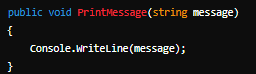 public void PrintMessage(string message)
{
    Console.WriteLine(message);
}